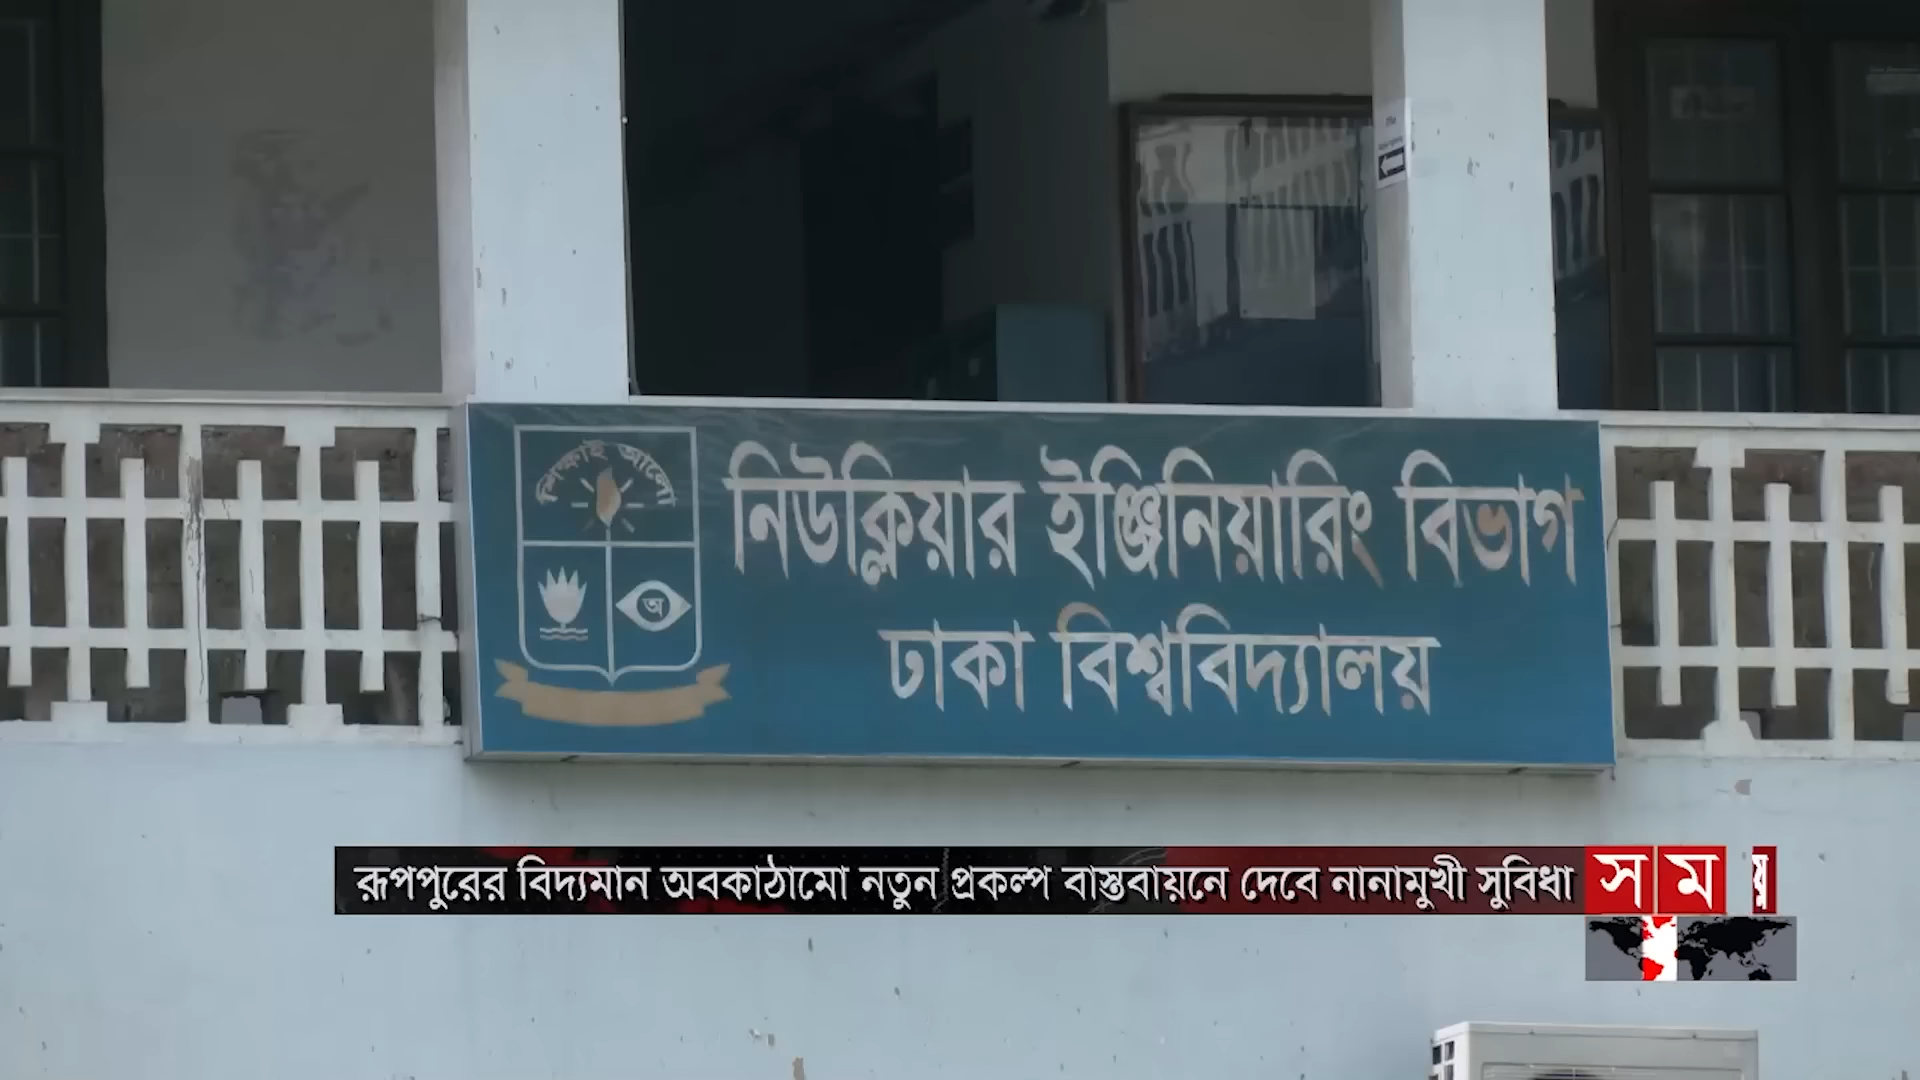 শিক্ষাই আলো
নিউক্লিয়ার ইঞ্জিনিয়ারিং বিভাগ
অ
ঢাকা বিশ্ববিদ্যালয়
রূপপুরের বিদ্যমান অবকাঠামো নতুন প্রকল্প বাস্তবায়নে দেবে নানামুখী সুবিধা
সময়